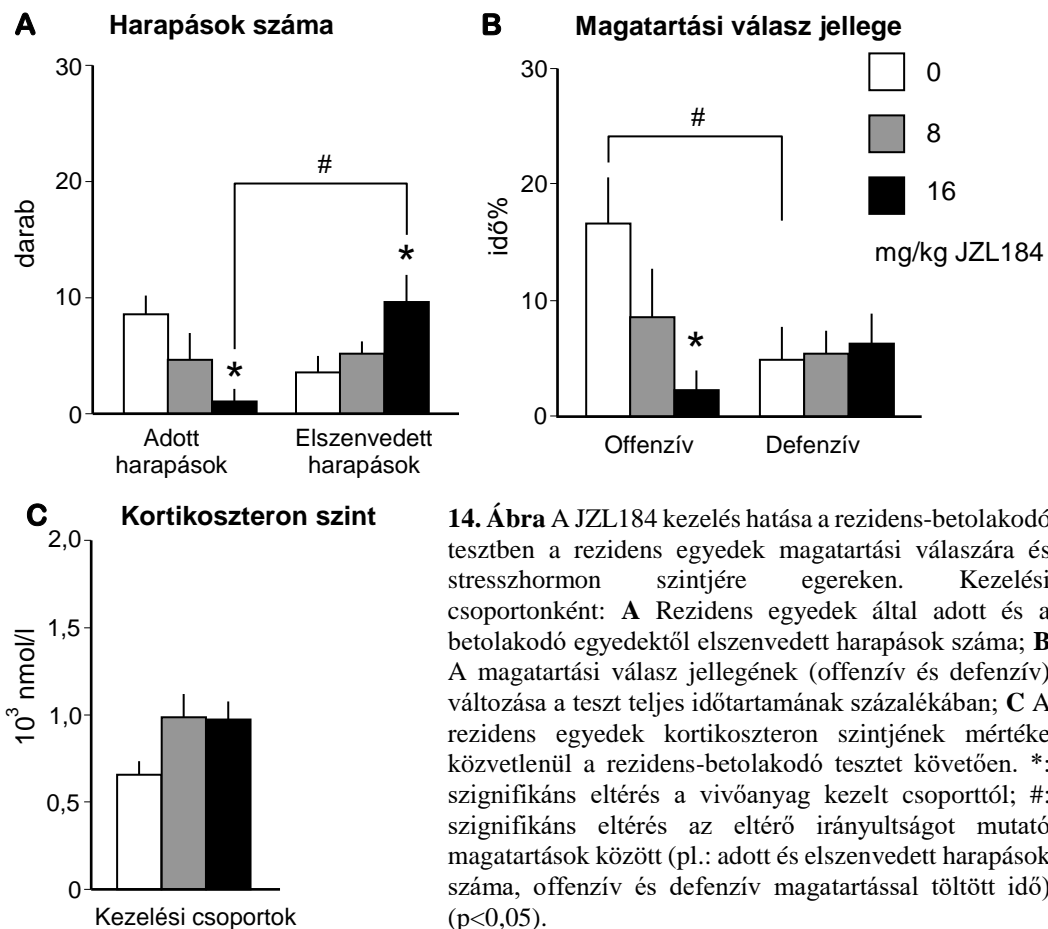 A
Harapások száma
30
20
10
0
darab
#
*
*
Adott
harapások
Elszenvedett
harapások
B
Magatartási válasz jellege
30
20
10
0
idő%
#
*
Offenzív
Defenzív
0
8
16
mg/kg JZL184
C
Kortikoszteron szint
2,0
1,5
1,0
0,5
0
10³ nmol/l
Kezelési csoportok
14. Ábra A JZL184 kezelés hatása a rezidens-betolakodó
tesztben a rezidens egyedek magatartási válaszára és
stresszhormon szintjére egereken. Kezelési
csoportonként: A Rezidens egyedek által adott és a
betolakodó egyedektől elszenvedett harapások száma; B
A magatartási válasz jellegének (offenzív és defenzív)
változása a teszt teljes időtartamának százalékában; C A
rezidens egyedek kortikoszteron szintjének mértéke
közvetlenül a rezidens-betolakodó tesztet követően. *:
szignifikáns eltérés a vivőanyag kezelt csoporttól; #:
szignifikáns eltérés az eltérő irányultságot mutató
magatartások között (pl.: adott és elszenvedett harapások
száma, offenzív és defenzív magatartással töltött idő)
(p<0,05).